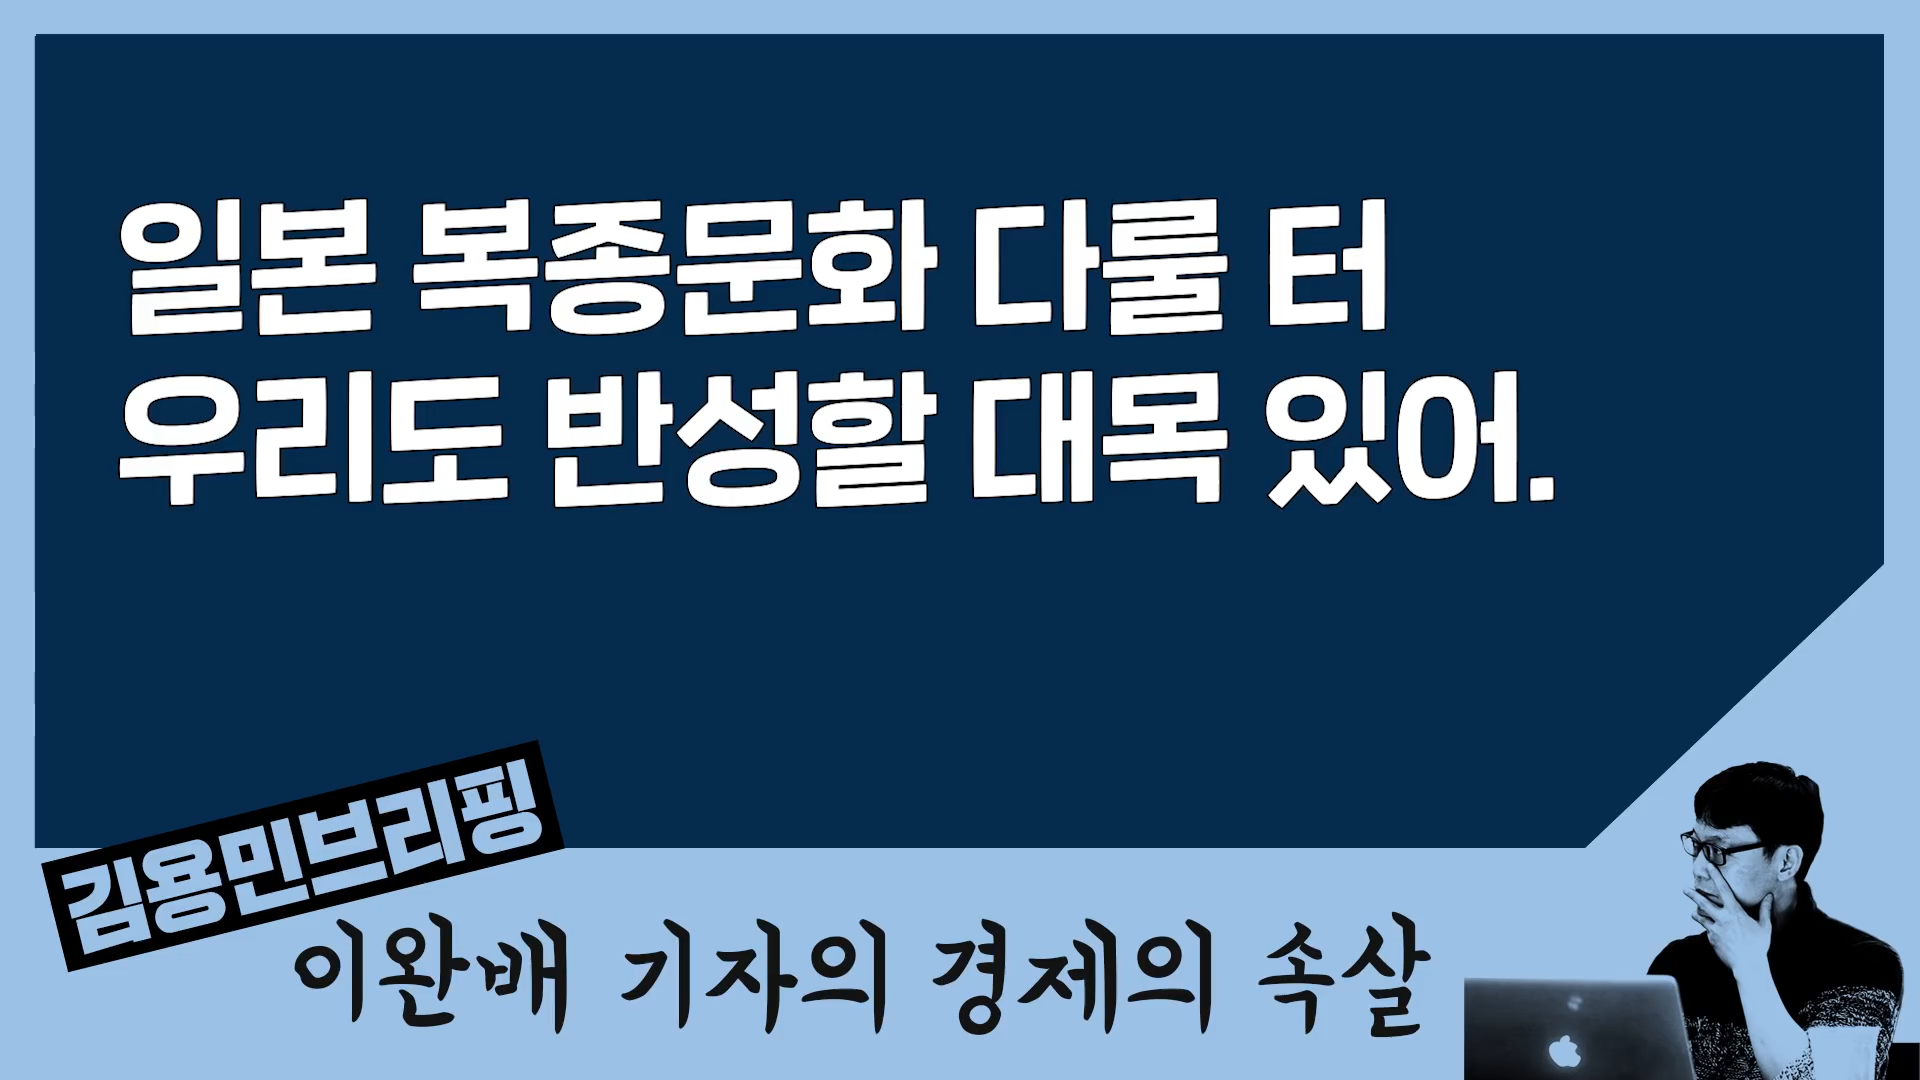 일본 복종문화 다룰 터
우리도 반성할 대목 있어.
김용민브리핑
이완배 기자의 경제의 속살